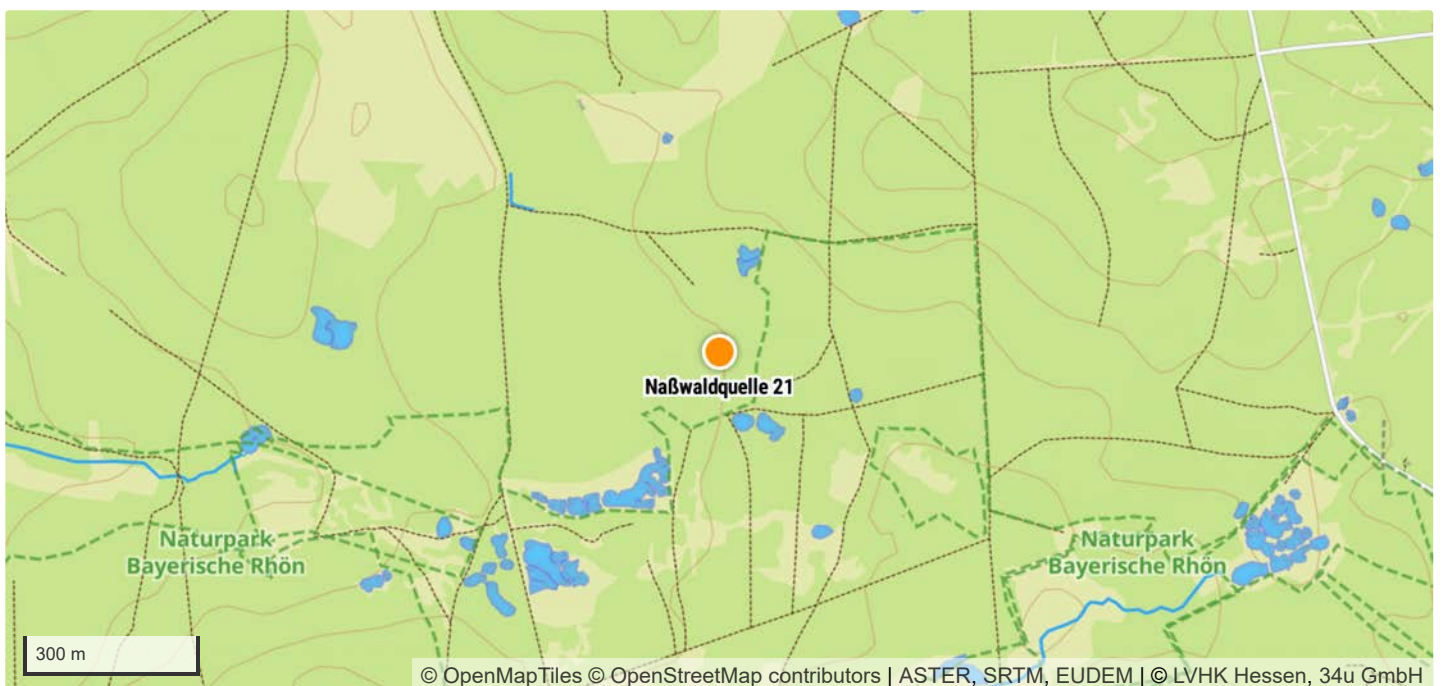 Naßwaldquelle 21
Naturpark
Bayerische Rhön
Naturpark
Bayerische Rhön
300 m
© OpenMapTiles © OpenStreetMap contributors | ASTER, SRTM, EUDEM | © LVHK Hessen, 34u GmbH